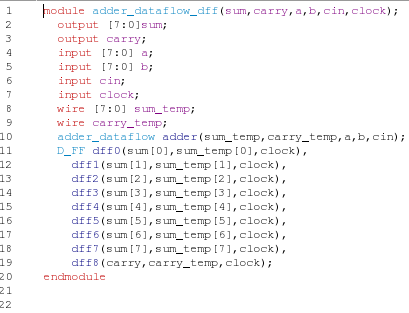 1 module adder_dataflow_dff(sum,carry,a,b,cin,clock);
2 output [7:0]sum;
3 output carry;
4 input [7:0] a;
5 input [7:0] b;
6 input cin;
7 input clock;
8 wire [7:0] sum_temp;
9 wire carry_temp;
10 adder_dataflow adder(sum_temp,carry_temp,a,b,cin);
11 D_FF dff0(sum[0],sum_temp[0],clock),
12 dff1(sum[1],sum_temp[1],clock),
13 dff2(sum[2],sum_temp[2],clock),
14 dff3(sum[3],sum_temp[3],clock),
15 dff4(sum[4],sum_temp[4],clock),
16 dff5(sum[5],sum_temp[5],clock),
17 dff6(sum[6],sum_temp[6],clock),
18 dff7(sum[7],sum_temp[7],clock),
19 dff8(carry,carry_temp,clock);
20 endmodule
21
22